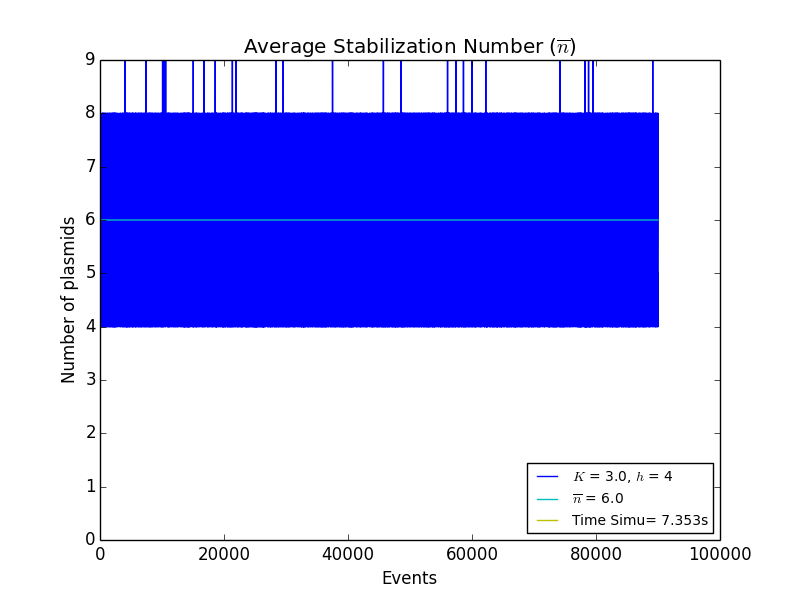 Average Stabilization Number (n̅)
9
8
7
6
5
4
3
2
1
0
Number of plasmids
K = 3.0, h = 4
n̅ = 6.0
Time Simu= 7.353s
0 20000 40000 60000 80000 100000
Events